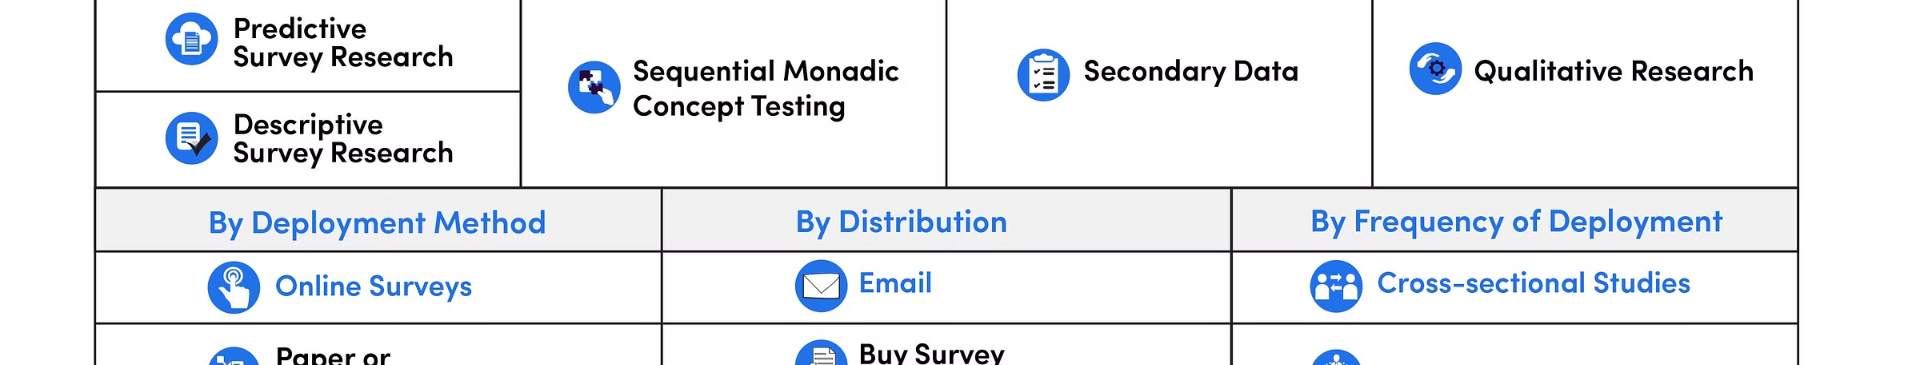 Predictive
Survey Research
Descriptive
Survey Research
Sequential Monadic
Concept Testing
Secondary Data
Qualitative Research
By Deployment Method
By Distribution
By Frequency of Deployment
Online Surveys
Email
Cross-sectional Studies
Paper or
Buy Survey